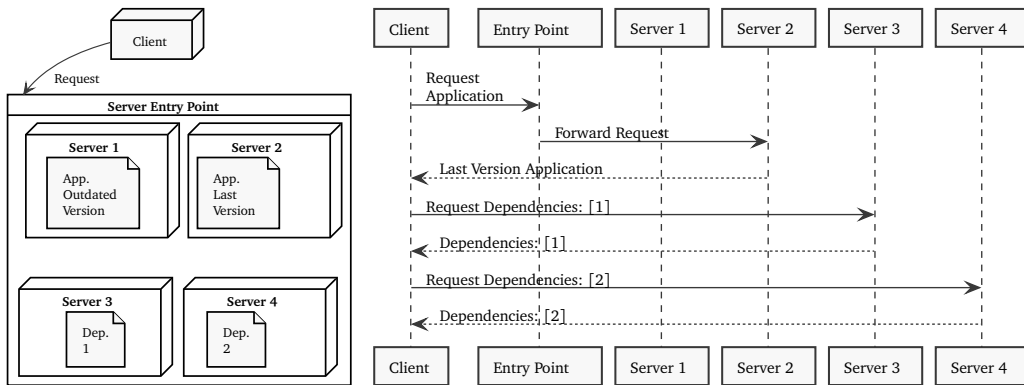 Client
Request
Server Entry Point
Server 1
App.
Outdated
Version
Server 2
App.
Last
Version
Server 3
Dep.
1
Server 4
Dep.
2
Client
Entry Point
Server 1
Server 2
Server 3
Server 4
Request
Application
Forward Request
Last Version Application
Request Dependencies: [1]
Dependencies: [1]
Request Dependencies: [2]
Dependencies: [2]
Client
Entry Point
Server 1
Server 2
Server 3
Server 4